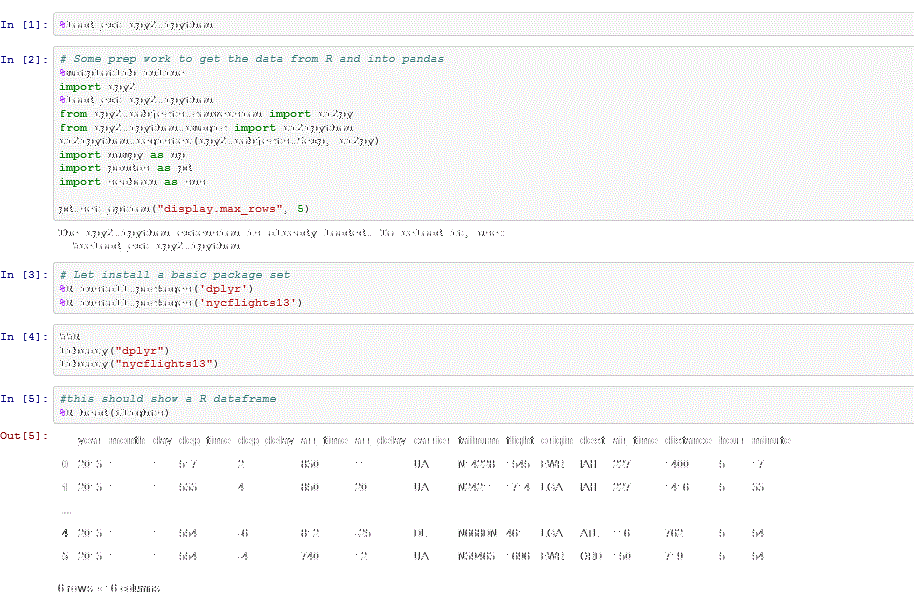 In [1]: %load_ext rpy2.ipython
In [2]: # Some prep work to get the data from R and into pandas
%matplotlib inline
import rpy2
%load_ext rpy2.ipython
from rpy2.robjects.conversion import ri2py
from rpy2.ipython.rmagic import ri2ipython
ri2ipython.register(rpy2.robjects. ri2py)
import numpy as np
import pandas as pd
import seaborn as sns
pd.set_option("display.max_rows", 5)
The rpy2.ipython extension is already loaded. To reload it, use:
%reload_ext rpy2.ipython
In [3]: # Let install a basic package set
%R install.packages('dplyr')
%R install.packages('nycflights13')
In [4]: %%R
library("dplyr")
library("nycflights13")
In [5]: #this should show a R dataframe
%R head(flights)
Out[5]: year month day dep_time dep_delay arr_time arr_delay carrier tailnum flight origin dest air_time distance hour minute
0 2013 1 1 517 2 830 11 UA N14228 1545 EWR IAH 227 1400 5 17
1 2013 1 1 533 4 850 20 UA N24211 1714 LGA IAH 227 1416 5 33
...
4 2013 1 1 554 -6 812 -25 DL N668DN 461 LGA ATL 116 762 5 54
5 2013 1 1 554 -4 740 12 UA N39463 1696 EWR ORD 150 719 5 54
6 rows × 16 columns